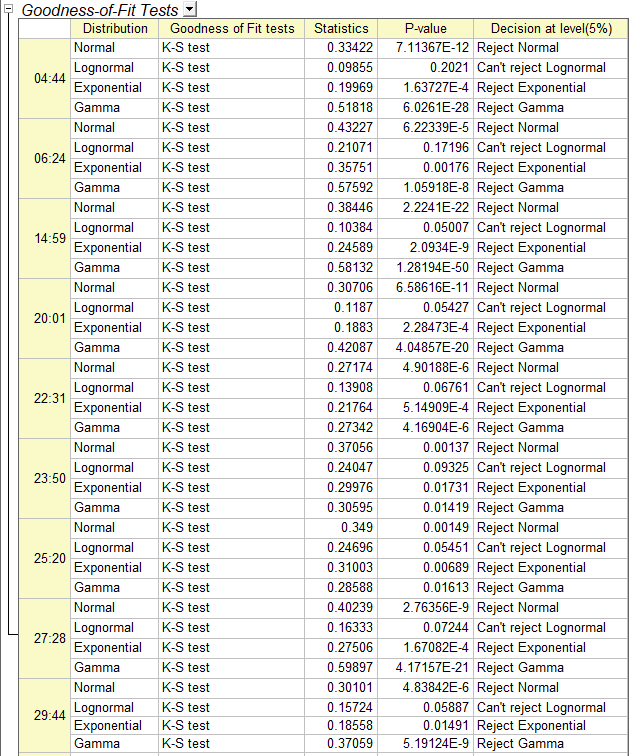 Goodness-of-Fit Tests
Distribution Goodness of Fit tests Statistics P-value Decision at level(5%)
04:44
Normal K-S test 0.33422 7.11367E-12 Reject Normal
Lognormal K-S test 0.09855 0.2021 Can't reject Lognormal
Exponential K-S test 0.19969 1.63727E-4 Reject Exponential
Gamma K-S test 0.51818 6.0261E-28 Reject Gamma
06:24
Normal K-S test 0.43227 6.22339E-5 Reject Normal
Lognormal K-S test 0.21071 0.17196 Can't reject Lognormal
Exponential K-S test 0.35751 0.00176 Reject Exponential
Gamma K-S test 0.57592 1.05918E-8 Reject Gamma
14:59
Normal K-S test 0.38446 2.2241E-22 Reject Normal
Lognormal K-S test 0.10384 0.05007 Can't reject Lognormal
Exponential K-S test 0.24589 2.0934E-9 Reject Exponential
Gamma K-S test 0.58132 1.28194E-50 Reject Gamma
20:01
Normal K-S test 0.30706 6.58616E-11 Reject Normal
Lognormal K-S test 0.1187 0.05427 Can't reject Lognormal
Exponential K-S test 0.1883 2.28473E-4 Reject Exponential
Gamma K-S test 0.42087 4.04857E-20 Reject Gamma
22:31
Normal K-S test 0.27174 4.90188E-6 Reject Normal
Lognormal K-S test 0.13908 0.06761 Can't reject Lognormal
Exponential K-S test 0.21764 5.14909E-4 Reject Exponential
Gamma K-S test 0.27342 4.16904E-6 Reject Gamma
23:50
Normal K-S test 0.37056 0.00137 Reject Normal
Lognormal K-S test 0.24047 0.09325 Can't reject Lognormal
Exponential K-S test 0.29976 0.01731 Reject Exponential
Gamma K-S test 0.30595 0.01419 Reject Gamma
25:20
Normal K-S test 0.349 0.00149 Reject Normal
Lognormal K-S test 0.24696 0.05451 Can't reject Lognormal
Exponential K-S test 0.31003 0.00689 Reject Exponential
Gamma K-S test 0.28588 0.01613 Reject Gamma
27:28
Normal K-S test 0.40239 2.76356E-9 Reject Normal
Lognormal K-S test 0.16333 0.07244 Can't reject Lognormal
Exponential K-S test 0.27506 1.67082E-4 Reject Exponential
Gamma K-S test 0.59897 4.17157E-21 Reject Gamma
29:44
Normal K-S test 0.30101 4.83842E-6 Reject Normal
Lognormal K-S test 0.15724 0.05887 Can't reject Lognormal
Exponential K-S test 0.18558 0.01491 Reject Exponential
Gamma K-S test 0.37059 5.19124E-9 Reject Gamma